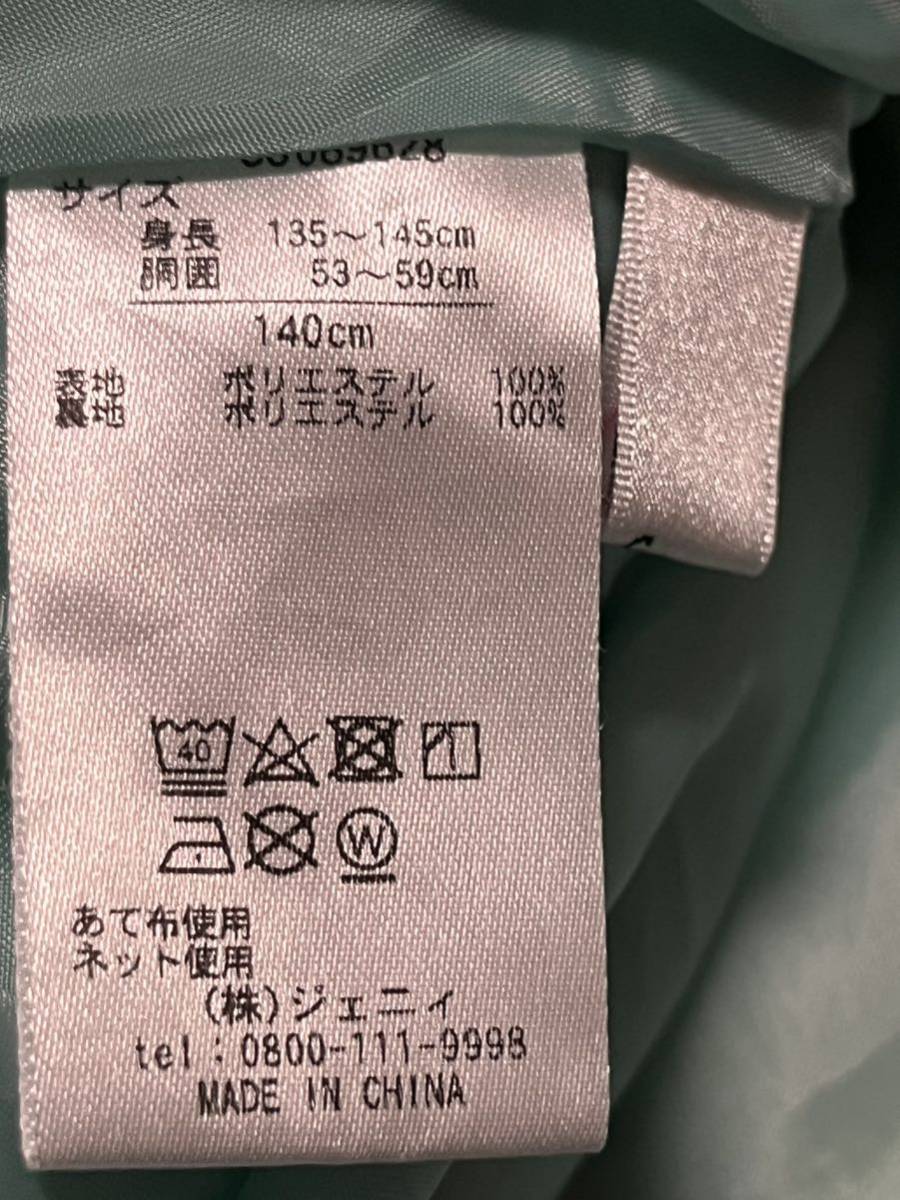 サイズ
身長 135～145cm
胴囲 53～59cm
140cm
表地 ポリエステル 100%
裏地 ポリエステル 100%
40
W
あて布使用
ネット使用
(株)ジェニィ
tel:0800-111-9998
MADE IN CHINA